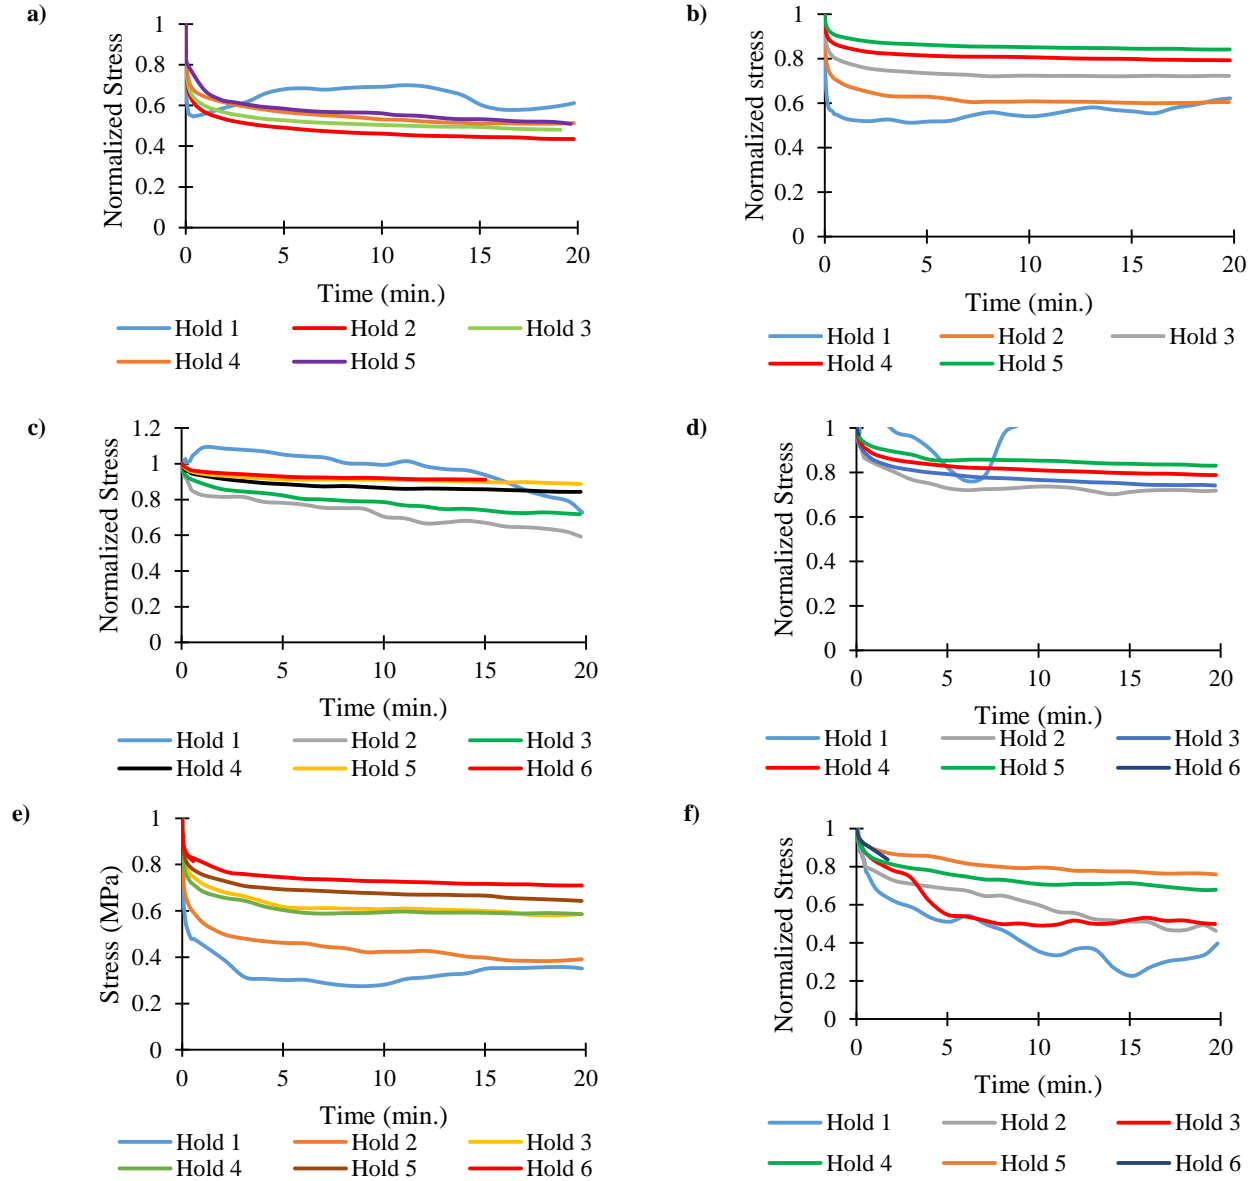 a)
Normalized Stress
1
0.8
0.6
0.4
0.2
0
0 5 10 15 20
Time (min.)
Hold 1 Hold 2 Hold 3
Hold 4 Hold 5
b)
Normalized stress
1
0.8
0.6
0.4
0.2
0
0 5 10 15 20
Time (min.)
Hold 1 Hold 2 Hold 3
Hold 4 Hold 5
c)
Normalized Stress
1.2
1
0.8
0.6
0.4
0.2
0
0 5 10 15 20
Time (min.)
Hold 1 Hold 2 Hold 3
Hold 4 Hold 5 Hold 6
d)
Normalized Stress
1
0.8
0.6
0.4
0.2
0
0 5 10 15 20
Time (min.)
Hold 1 Hold 2 Hold 3
Hold 4 Hold 5 Hold 6
e)
Stress (MPa)
1
0.8
0.6
0.4
0.2
0
0 5 10 15 20
Time (min.)
Hold 1 Hold 2 Hold 3
Hold 4 Hold 5 Hold 6
f)
Normalized Stress
1
0.8
0.6
0.4
0.2
0
0 5 10 15 20
Time (min.)
Hold 1 Hold 2 Hold 3
Hold 4 Hold 5 Hold 6